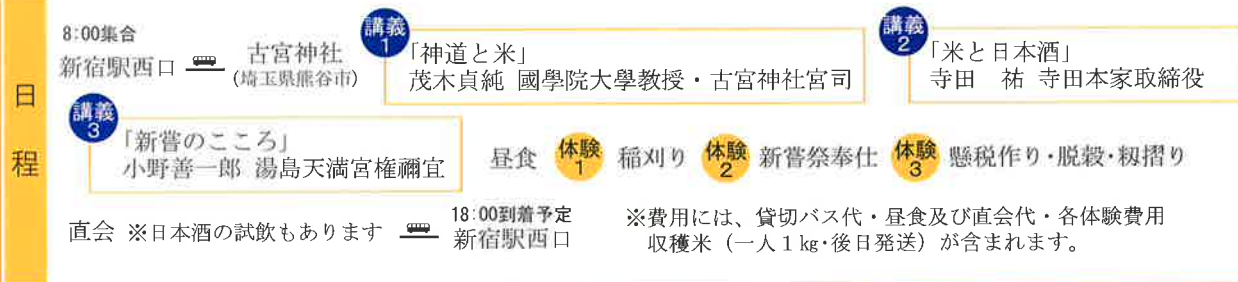 日程
8:00集合
新宿駅西口 古宮神社
(埼玉県熊谷市)
講義1
「神道と米」
茂木貞純 國學院大學教授・古宮神社宮司
講義2
「米と日本酒」
寺田 祐 寺田本家取締役
講義3
「新嘗のこころ」
小野善一郎 湯島天満宮権禰宜
昼食 体験1 稲刈り 体験2 新嘗祭奉仕 体験3 懸税作り・脱穀・籾摺り
直会 ※日本酒の試飲もあります
18:00到着予定
新宿駅西口
※費用には、貸切バス代・昼食及び直会代・各体験費用
収穫米（一人1㎏・後日発送）が含まれます。